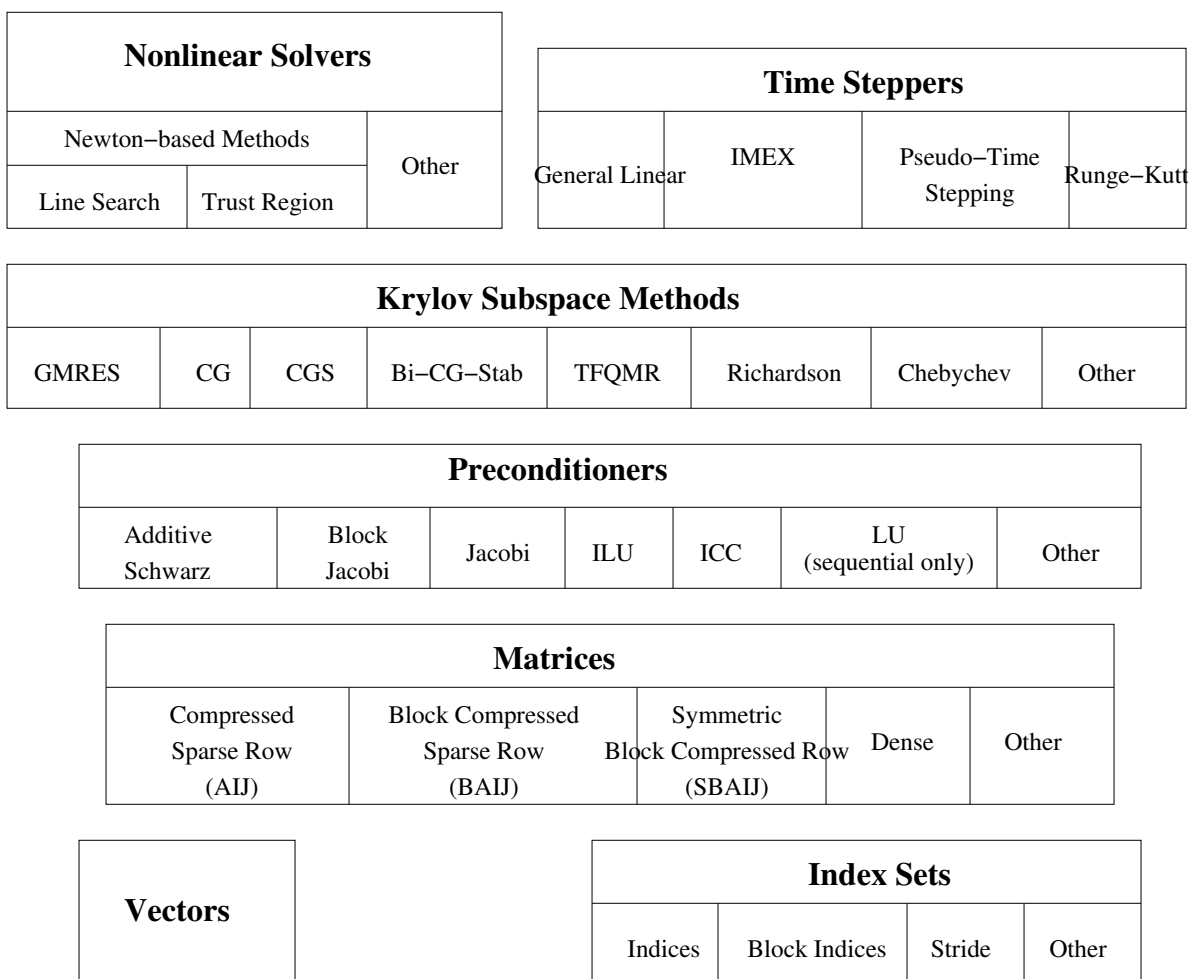 Nonlinear Solvers
Newton−based Methods
Other
Line Search
Trust Region
Time Steppers
General Linear
IMEX
Pseudo−Time
Stepping
Runge−Kutt
Krylov Subspace Methods
GMRES
CG
CGS
Bi−CG−Stab
TFQMR
Richardson
Chebychev
Other
Preconditioners
Additive
Schwarz
Block
Jacobi
Jacobi
ILU
ICC
LU
(sequential only)
Other
Matrices
Compressed
Sparse Row
(AIJ)
Block Compressed
Sparse Row
(BAIJ)
Symmetric
Block Compressed Row
(SBAIJ)
Dense
Other
Vectors
Index Sets
Indices
Block Indices
Stride
Other